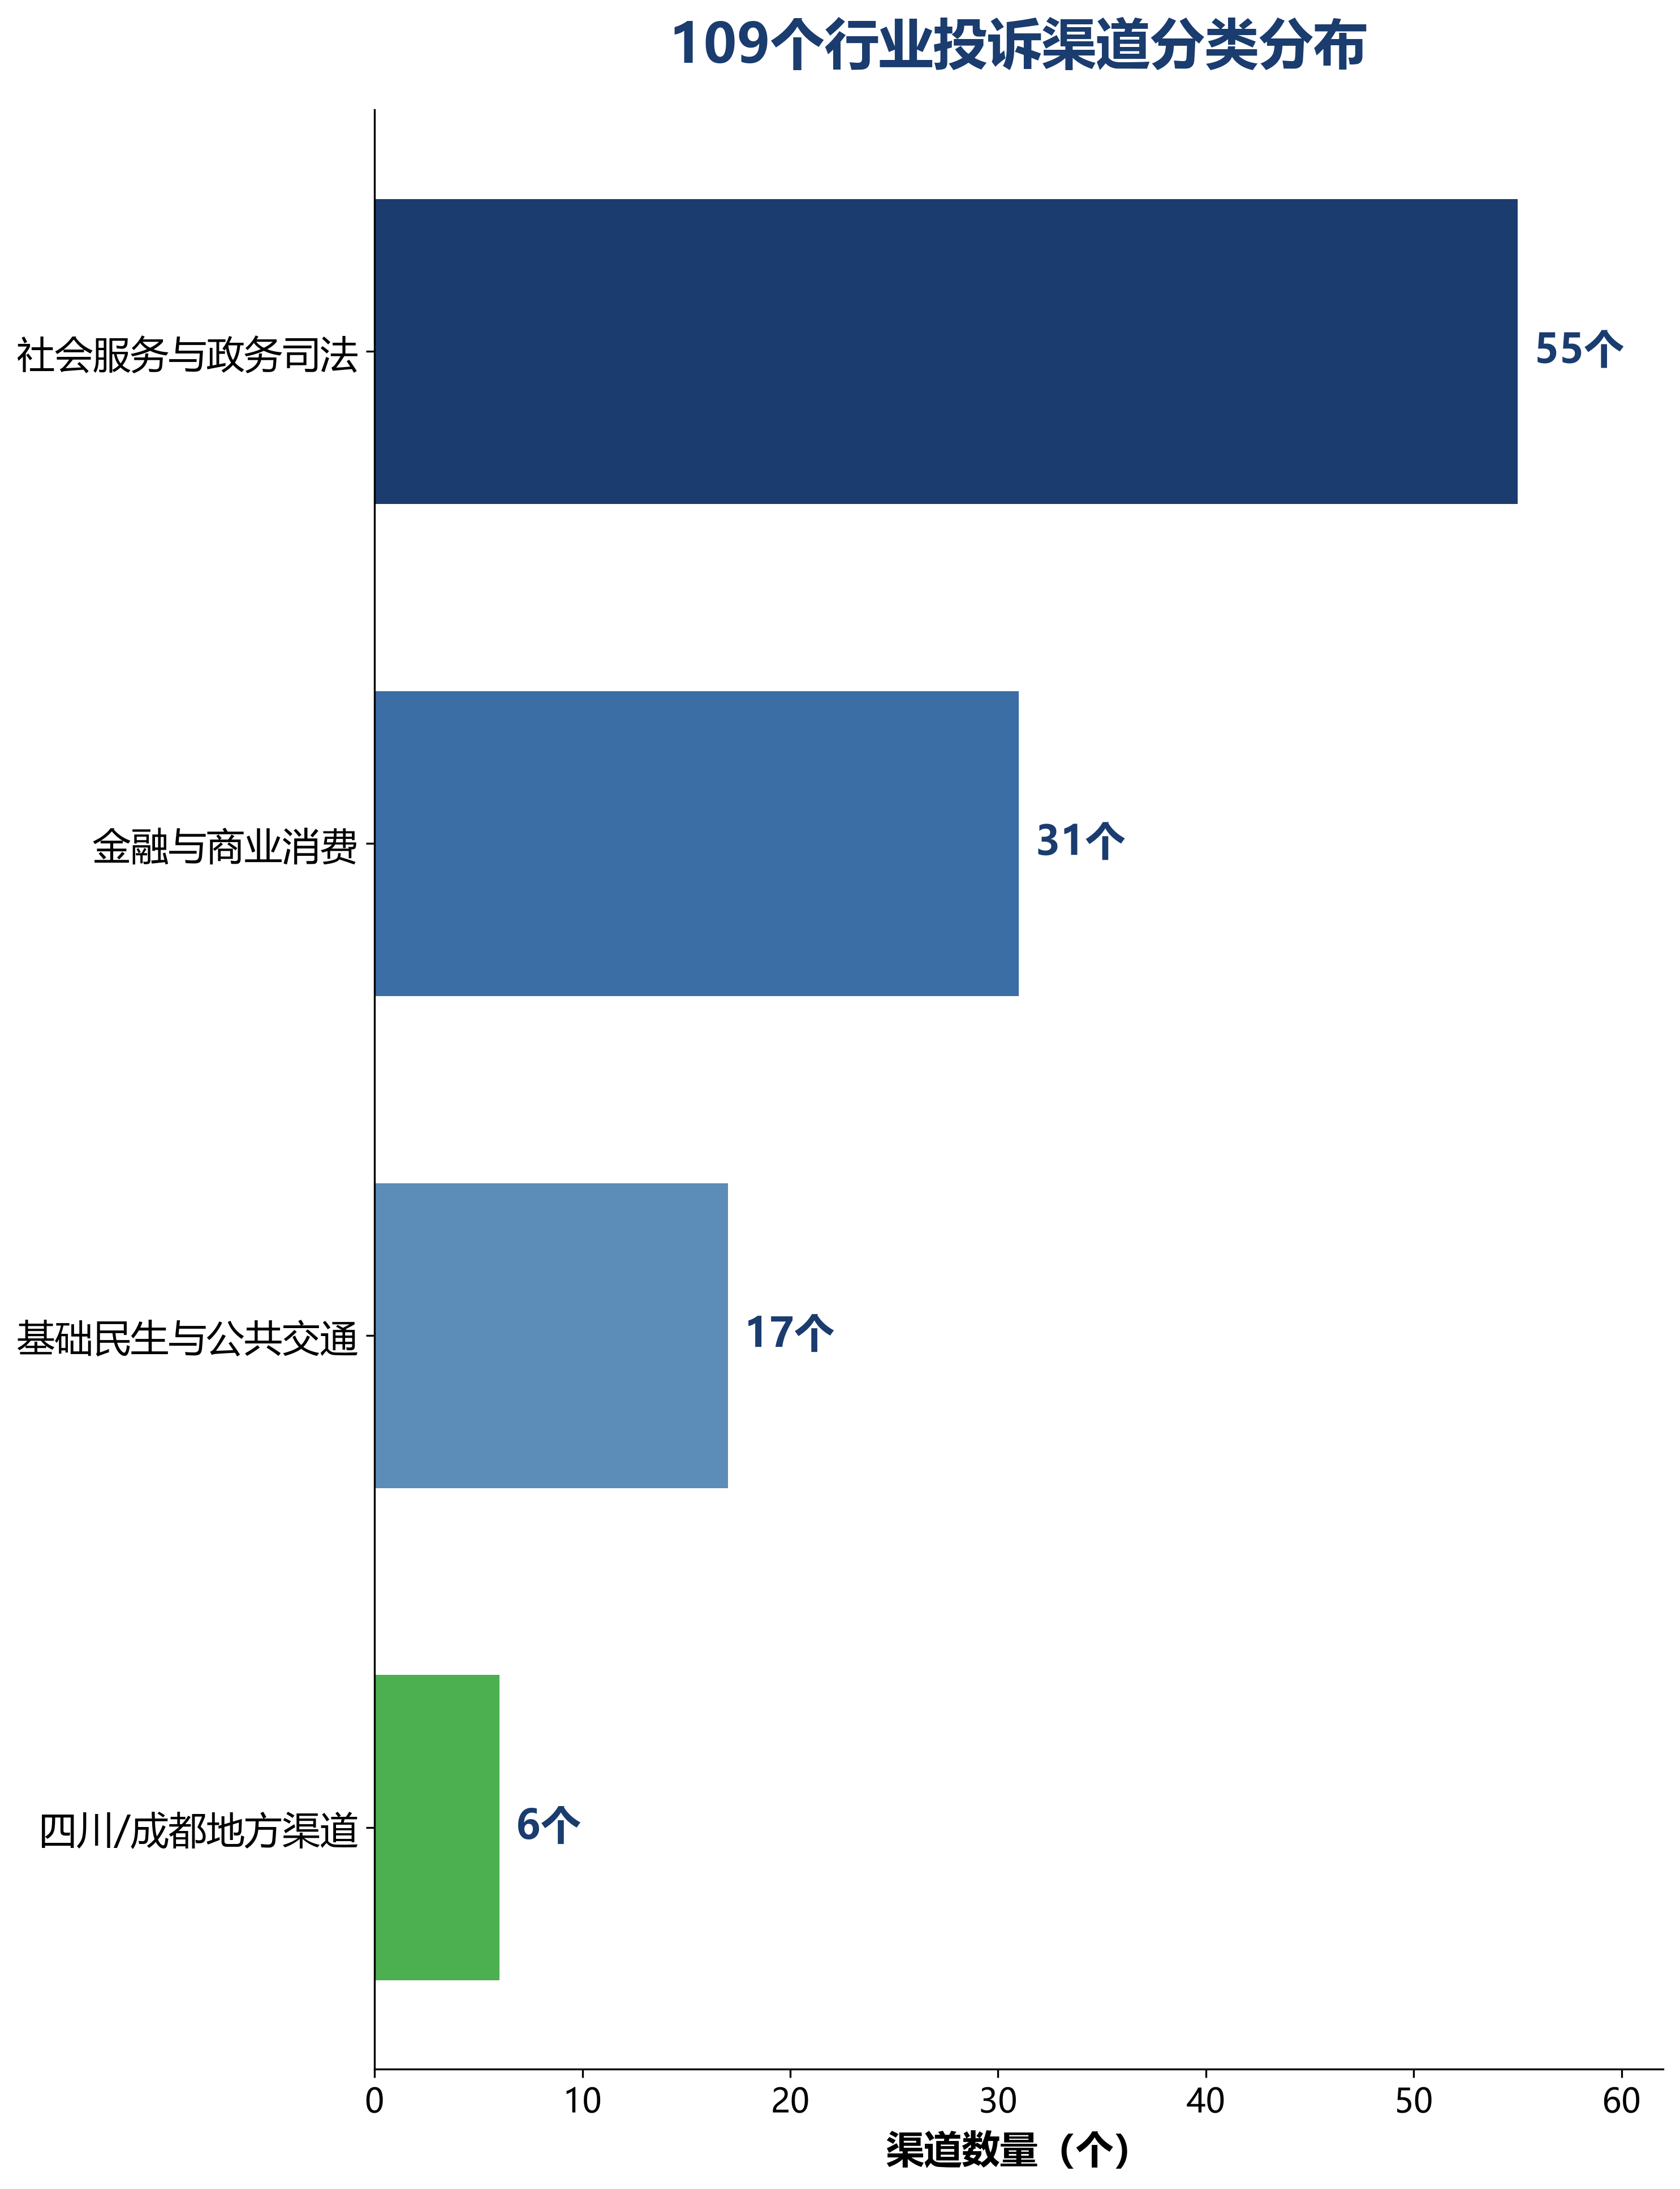 109个行业投诉渠道分类分布
社会服务与政务司法
55个
金融与商业消费
31个
基础民生与公共交通
17个
四川/成都地方渠道
6个
0 10 20 30 40 50 60
渠道数量（个）